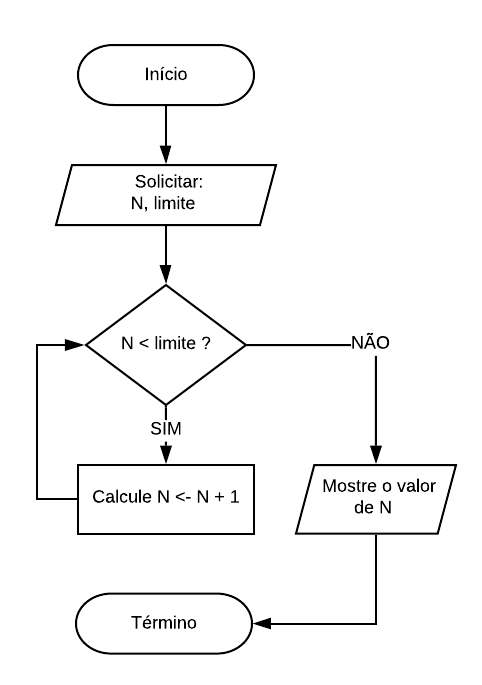 Início
Solicitar:
N, limite
N < limite ?
NÃO
SIM
Calcule N <- N + 1
Mostre o valor
de N
Término